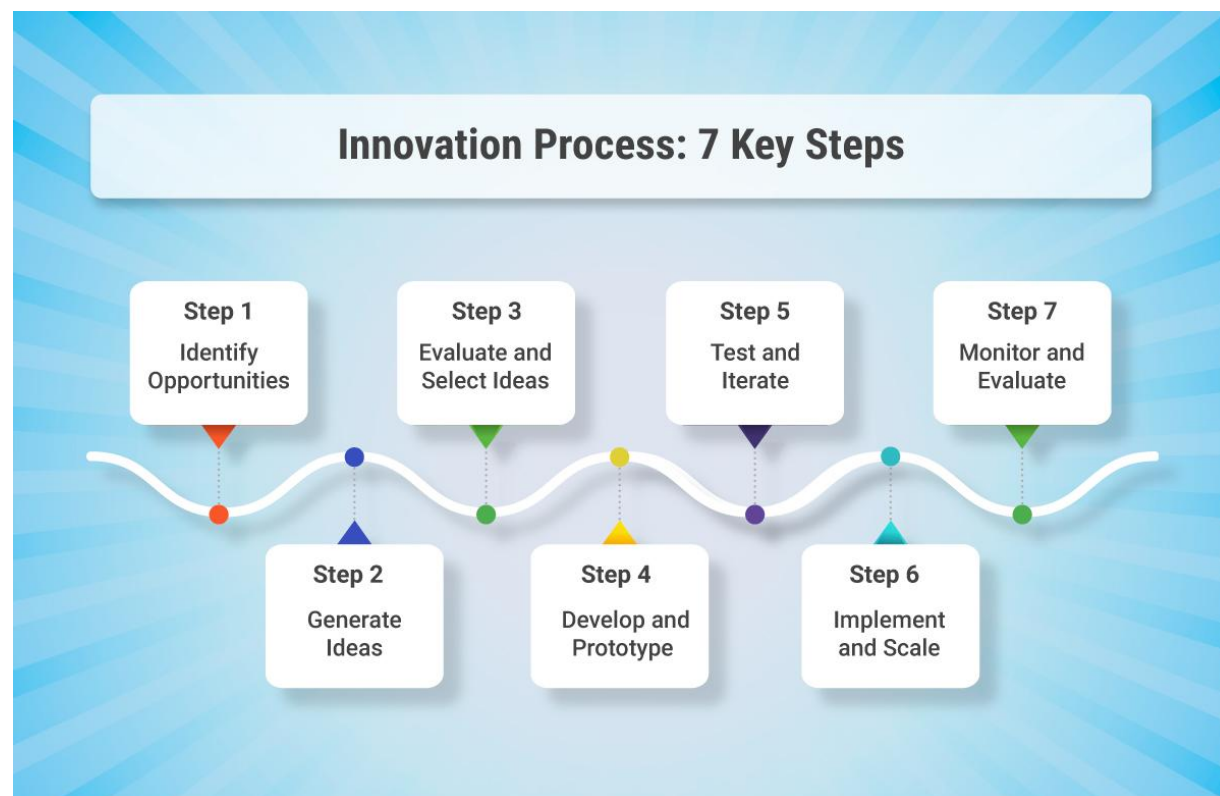 Innovation Process: 7 Key Steps
Step 1
Identify
Opportunities
Step 2
Generate
Ideas
Step 3
Evaluate and
Select Ideas
Step 4
Develop and
Prototype
Step 5
Test and
Iterate
Step 6
Implement
and Scale
Step 7
Monitor and
Evaluate